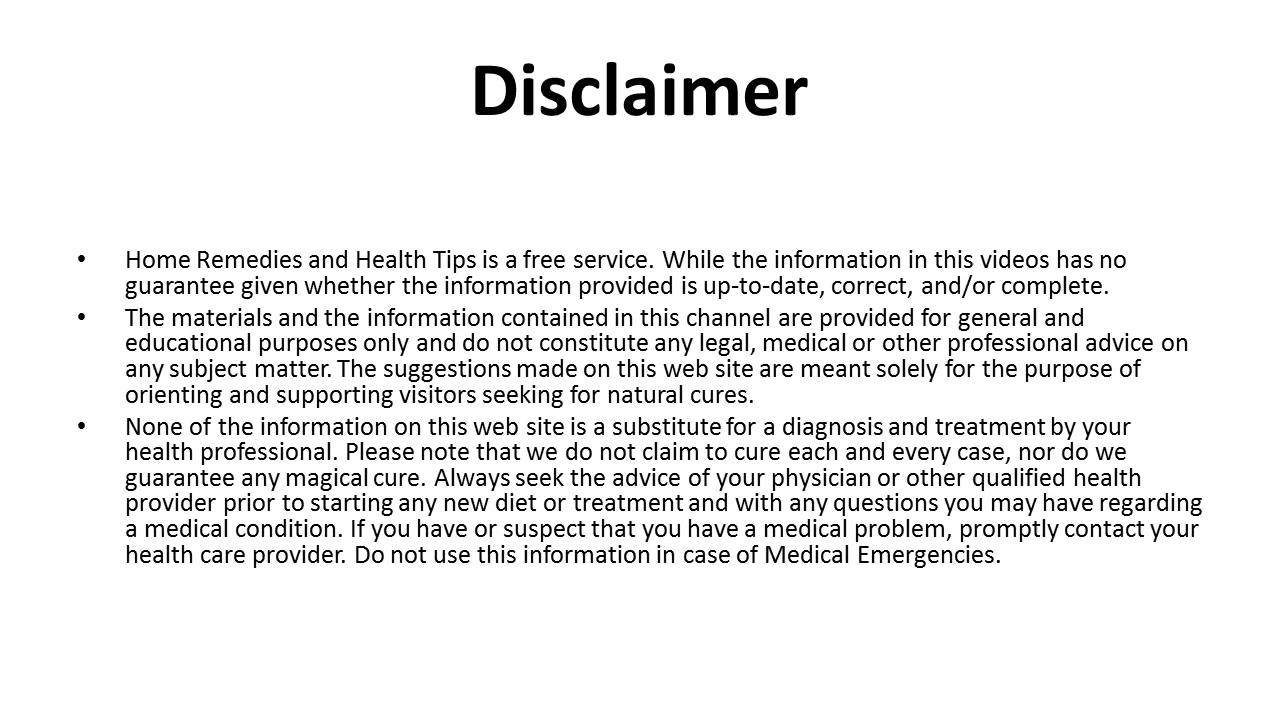 Disclaimer
• Home Remedies and Health Tips is a free service. While the information in this videos has no
guarantee given whether the information provided is up-to-date, correct, and/or complete.
• The materials and the information contained in this channel are provided for general and
educational purposes only and do not constitute any legal, medical or other professional advice on
any subject matter. The suggestions made on this web site are meant solely for the purpose of
orienting and supporting visitors seeking for natural cures.
• None of the information on this web site is a substitute for a diagnosis and treatment by your
health professional. Please note that we do not claim to cure each and every case, nor do we
guarantee any magical cure. Always seek the advice of your physician or other qualified health
provider prior to starting any new diet or treatment and with any questions you may have regarding
a medical condition. If you have or suspect that you have a medical problem, promptly contact your
health care provider. Do not use this information in case of Medical Emergencies.